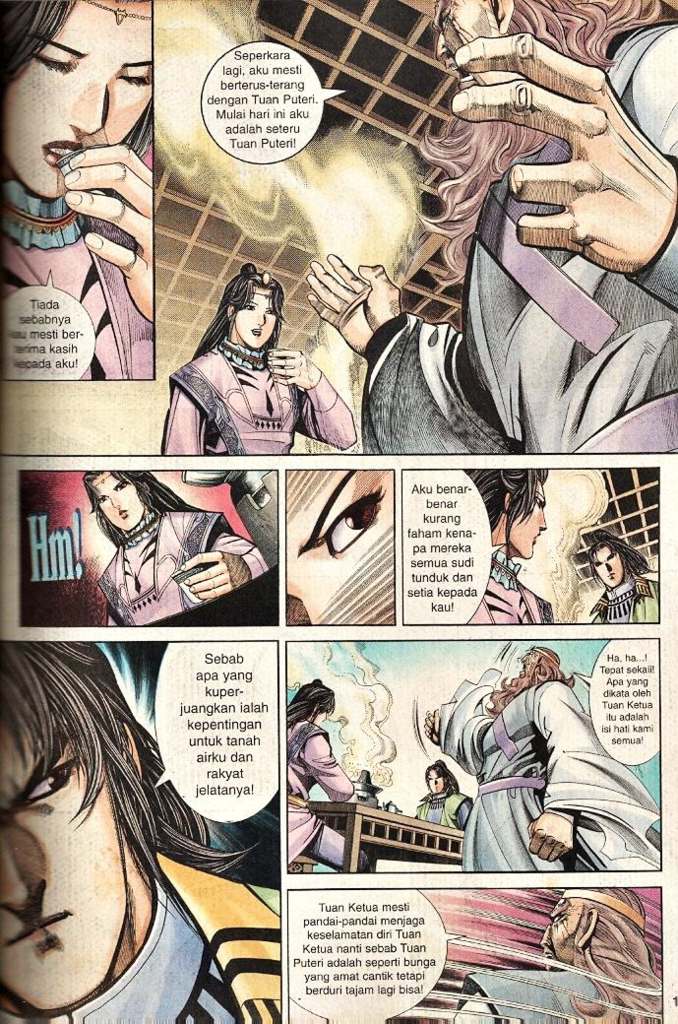 Tiada
sebabnya
mesti ber-
terima kasih
kepada aku!
Seperkara
lagi, aku mesti
berterus-terang
dengan Tuan Puteri.
Mulai hari ini aku
adalah seteru
Tuan Puteri!
Hm!
Aku benar-
benar
kurang
faham kena-
pa mereka
semua sudi
tunduk dan
setia kepada
kau!
Sebab
apa yang
kuper-
juangkan ialah
kepentingan
untuk tanah
airku dan
rakyat
jelatanya!
Ha, ha...!
Tepat sekali!
Apa yang
dikata oleh
Tuan Ketua
itu adalah
isi hati kami
semua!
Tuan Ketua mesti
pandai-pandai menjaga
keselamatan diri Tuan
Ketua nanti sebab Tuan
Puteri adalah seperti bunga
yang amat cantik tetapi
berduri tajam lagi bisa!